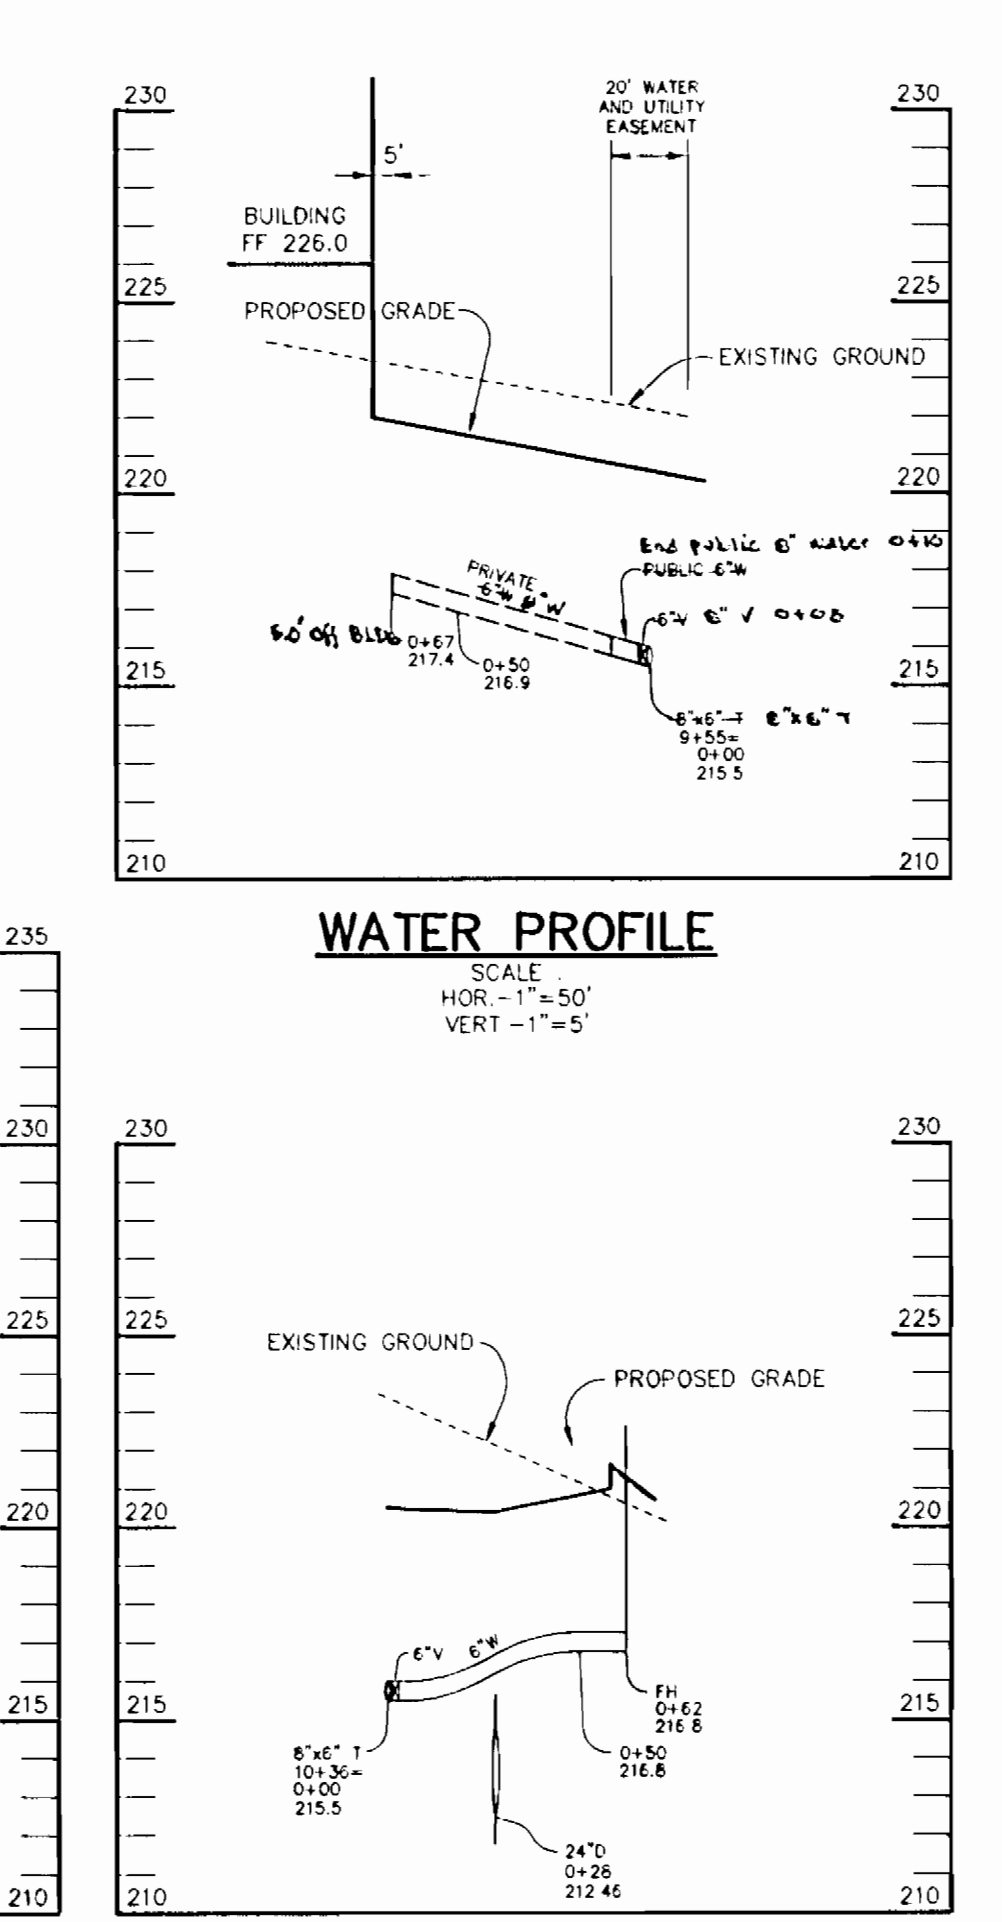 230
230
20' WATER
AND UTILITY
EASEMENT
5'
BUILDING
FF 226.0
225
225
PROPOSED GRADE
EXISTING GROUND
220
220
End public 8" water 0+10
PUBLIC 6"W
PRIVATE
6"W "W
6"V 8" V 0+08
5.0' Off BLDG
0+67
217.4
0+50
216.9
215
215
8"x6" T
9+55=
0+00
215.5
210
210
WATER PROFILE
SCALE
HOR.-1"=50'
VERT -1"=5'
235
230
230
230
225
225
225
EXISTING GROUND
PROPOSED GRADE
220
220
220
6"V 6"W
215
215
215
FH
0+62
216.8
8"x6" T
10+36=
0+00
215.5
0+50
216.8
24"D
0+28
212.46
210
210
210